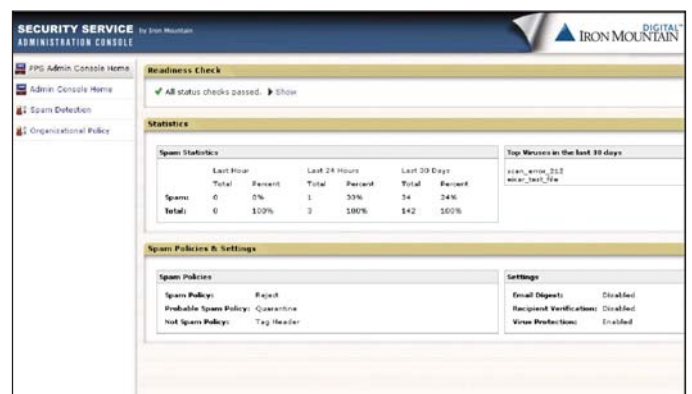 SECURITY SERVICE by Iron Mountain
ADMINISTRATION CONSOLE
IRON MOUNTAIN DIGITAL™
PPG Admin Console Home
Admin Console Home
Spam Detection
Organizational Policy
Readiness Check
All status checks passed. Show
Statistics
Spam Statistics
Last Hour Last 24 Hours Last 30 Days
Total Percent Total Percent Total Percent
Spam: 0 0% 1 33% 34 24%
Total: 0 100% 3 100% 142 100%
Top Viruses in the last 30 days
scan_error_212
eicar_test_file
Spam Policies & Settings
Spam Policies
Spam Policy: Reject
Probable Spam Policy: Quarantine
Not Spam Policy: Tag Header
Settings
Email Digest: Disabled
Recipient Verification: Disabled
Virus Protection: Enabled